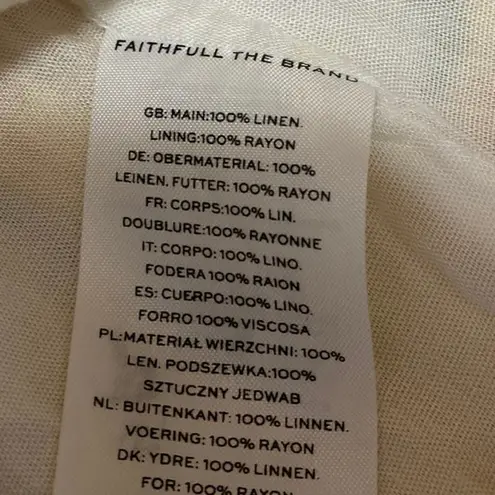 FAITHFULL THE BRAND
GB: MAIN:100% LINEN.
LINING:100% RAYON
DE: OBERMATERIAL: 100%
LEINEN. FUTTER: 100% RAYON
FR: CORPS:100% LIN.
DOUBLURE:100% RAYONNE
IT: CORPO: 100% LINO.
FODERA 100% RAION
ES: CUERPO:100% LINO.
FORRO 100% VISCOSA
PL:MATERIAŁ WIERZCHNI: 100%
LEN. PODSZEWKA:100%
SZTUCZNY JEDWAB
NL: BUITENKANT: 100% LINNEN.
VOERING: 100% RAYON
DK: YDRE: 100% LINNEN.
FOR: 100% RAYON